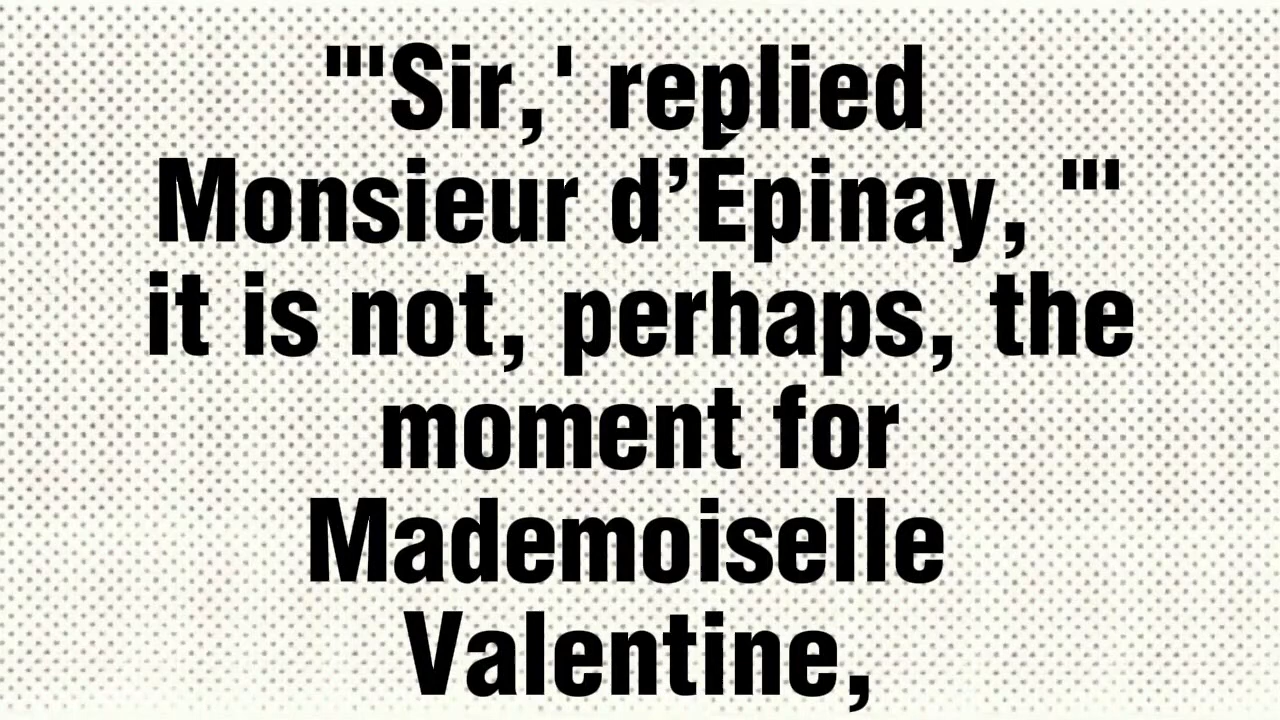 "'Sir,' replied
Monsieur d’Épinay, "'
it is not, perhaps, the
moment for
Mademoiselle
Valentine,